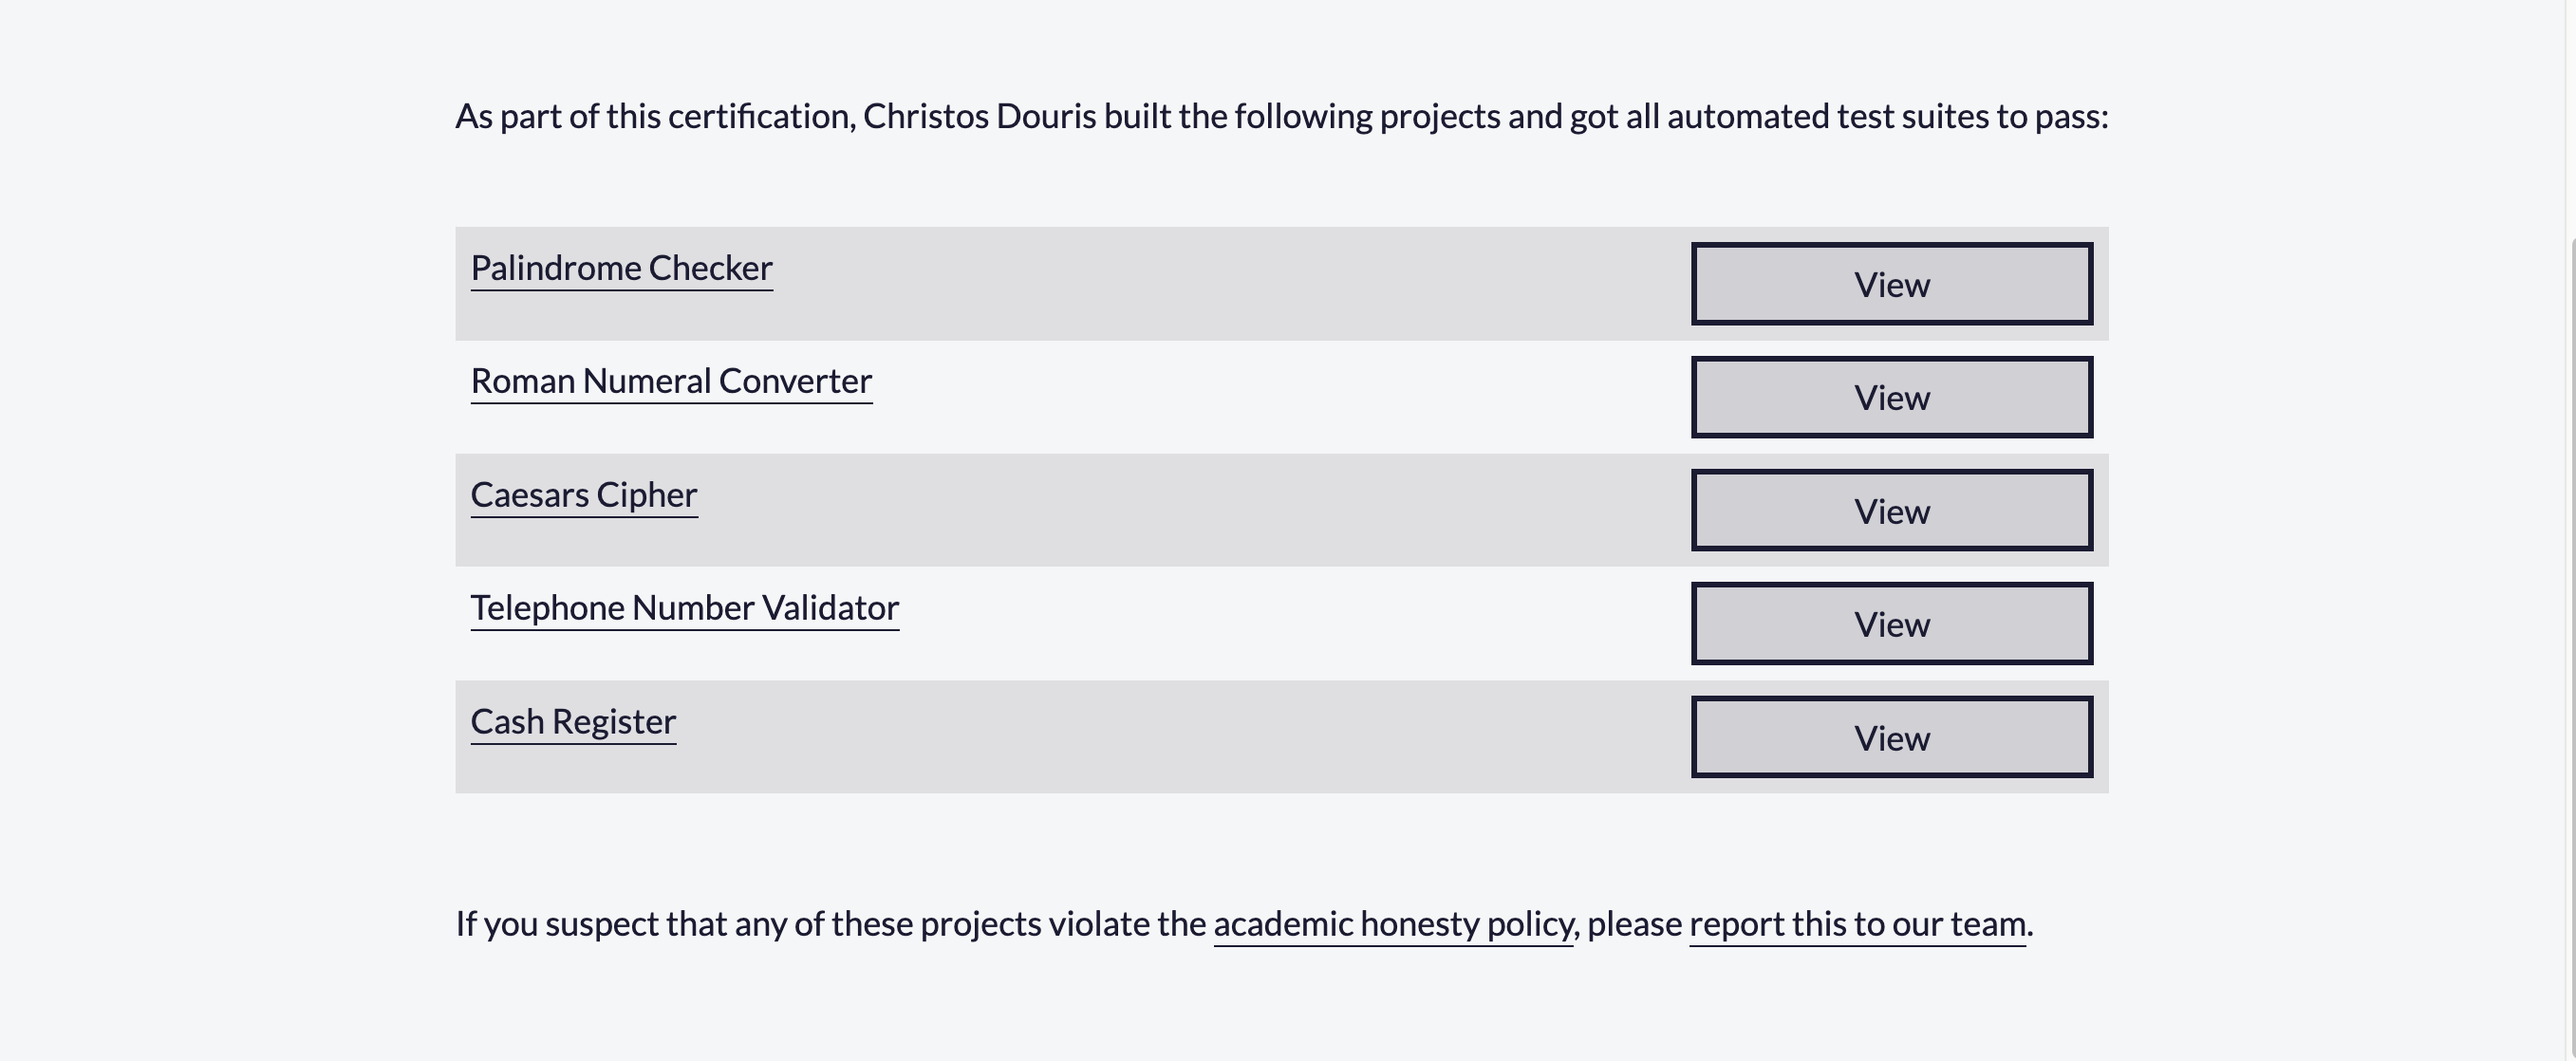 As part of this certification, Christos Douris built the following projects and got all automated test suites to pass:
Palindrome Checker
View
Roman Numeral Converter
View
Caesars Cipher
View
Telephone Number Validator
View
Cash Register
View
If you suspect that any of these projects violate the academic honesty policy, please report this to our team.